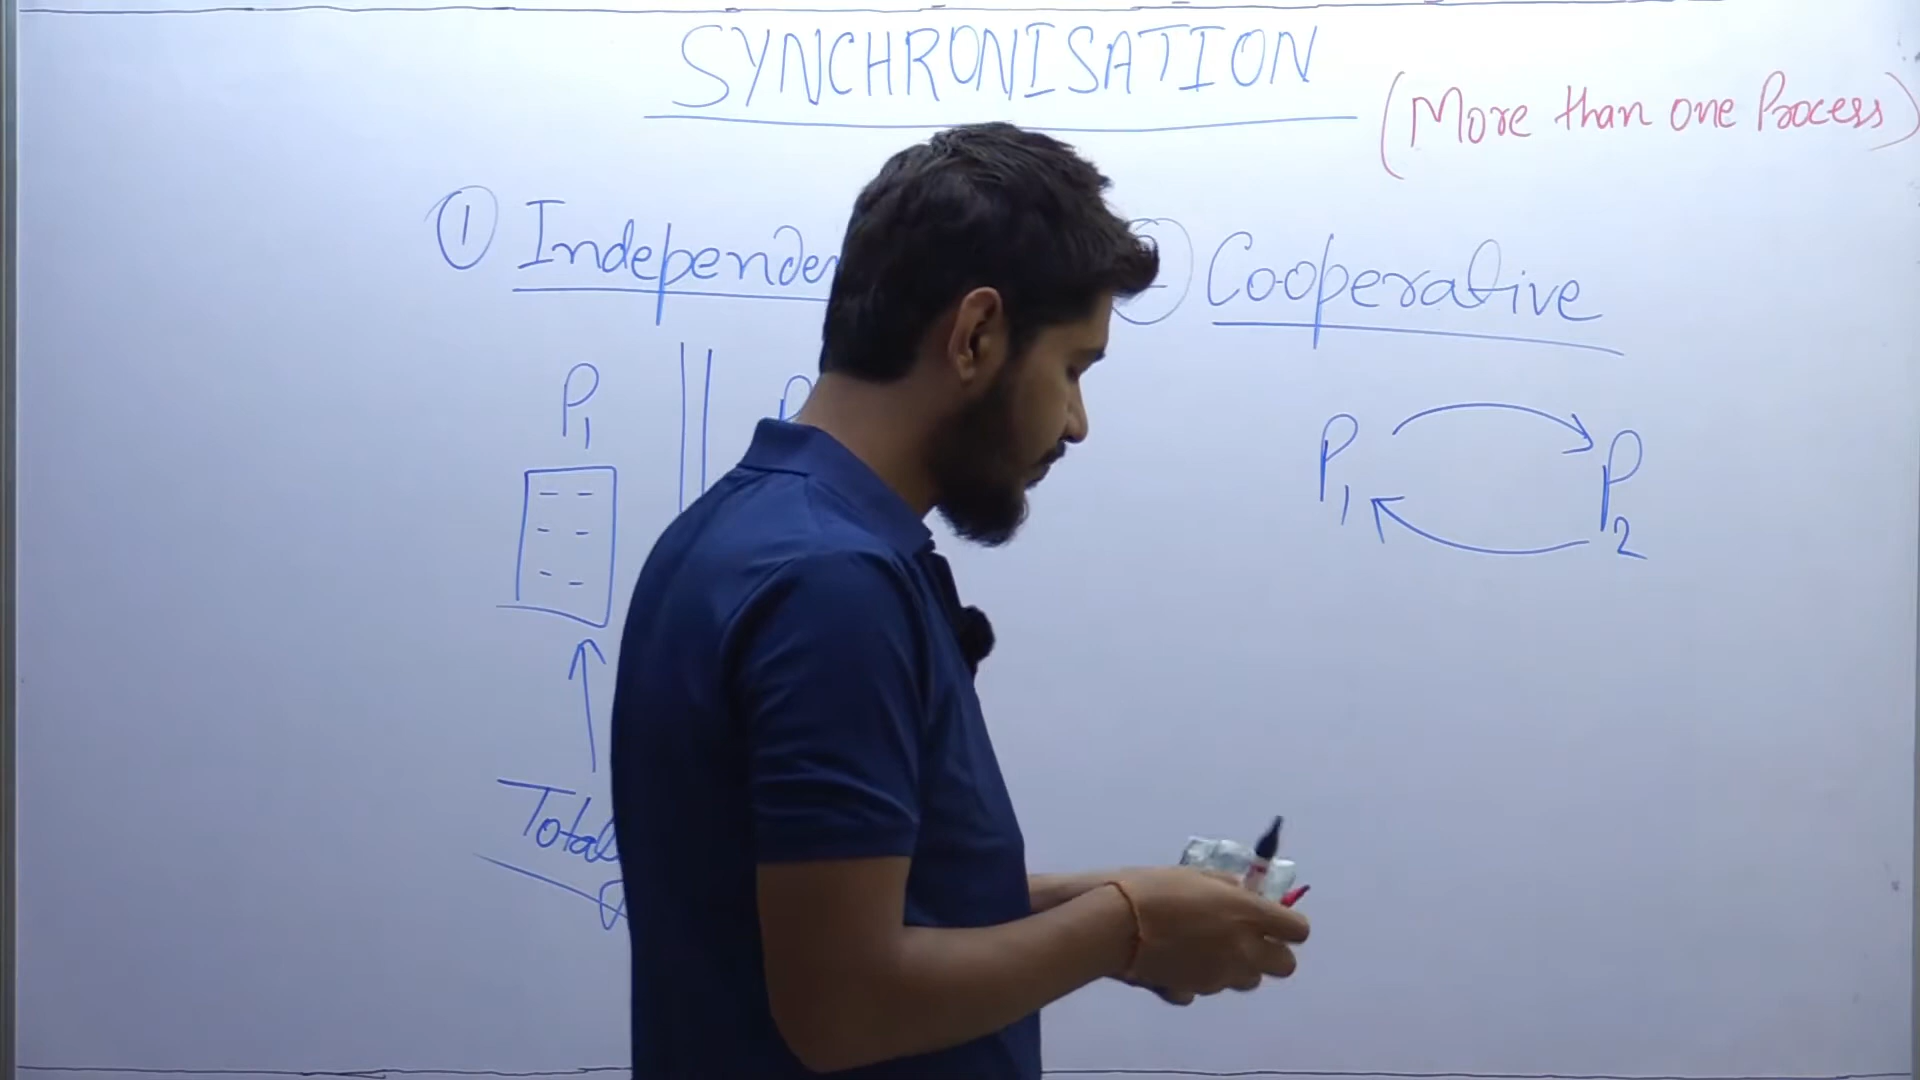 SYNCHRONISATION
(More than one Process)
① Independen
② Cooperative
P1
P1 P2
Total